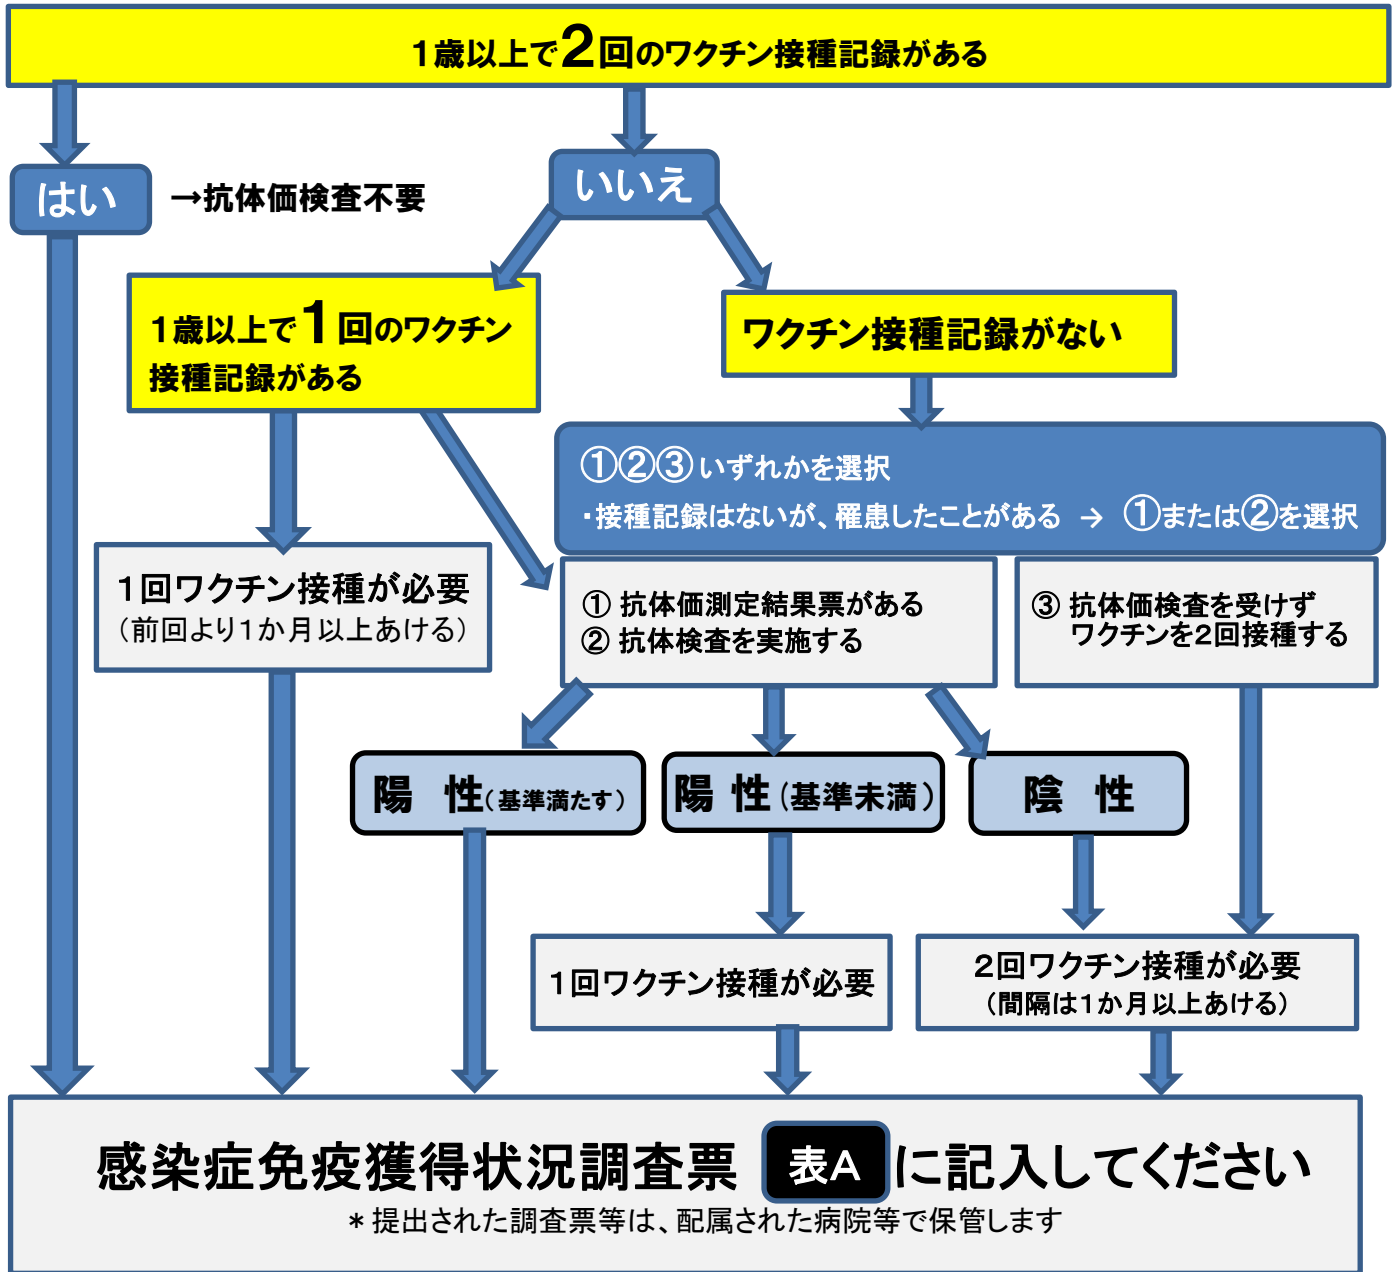 1歳以上で2回のワクチン接種記録がある
はい
→抗体価検査不要
いいえ
1歳以上で1回のワクチン
接種記録がある
ワクチン接種記録がない
①②③いずれかを選択
・接種記録はないが、罹患したことがある → ①または②を選択
1回ワクチン接種が必要
（前回より1か月以上あける）
① 抗体価測定結果票がある
② 抗体検査を実施する
③ 抗体価検査を受けず
ワクチンを2回接種する
陽 性（基準満たす）
陽 性（基準未満）
陰 性
1回ワクチン接種が必要
2回ワクチン接種が必要
（間隔は1か月以上あける）
感染症免疫獲得状況調査票 表A に記入してください
＊提出された調査票等は、配属された病院等で保管します